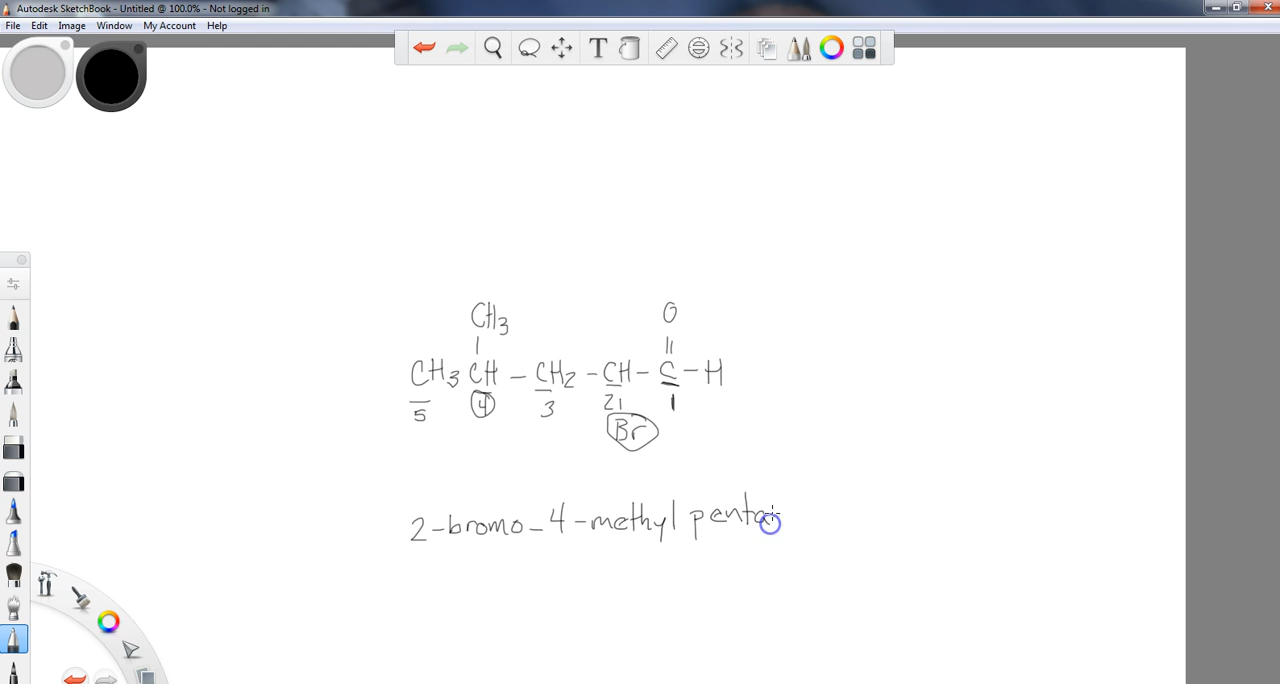 Autodesk SketchBook - Untitled @ 100.0% - Not logged in
File Edit Image Window My Account Help
T
CH3 O
CH3 CH - CH2 - CH - C - H
5 4 3 2 1
Br
2-bromo-4-methyl penta